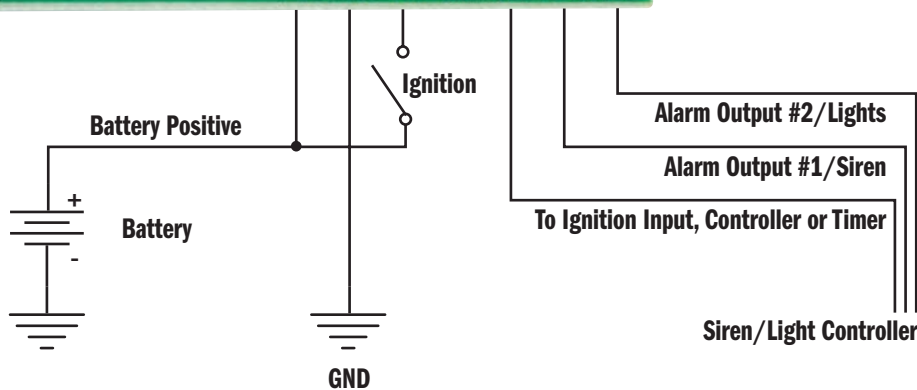 Ignition
Battery Positive
Alarm Output #2/Lights
Alarm Output #1/Siren
+
Battery
-
To Ignition Input, Controller or Timer
Siren/Light Controller
GND